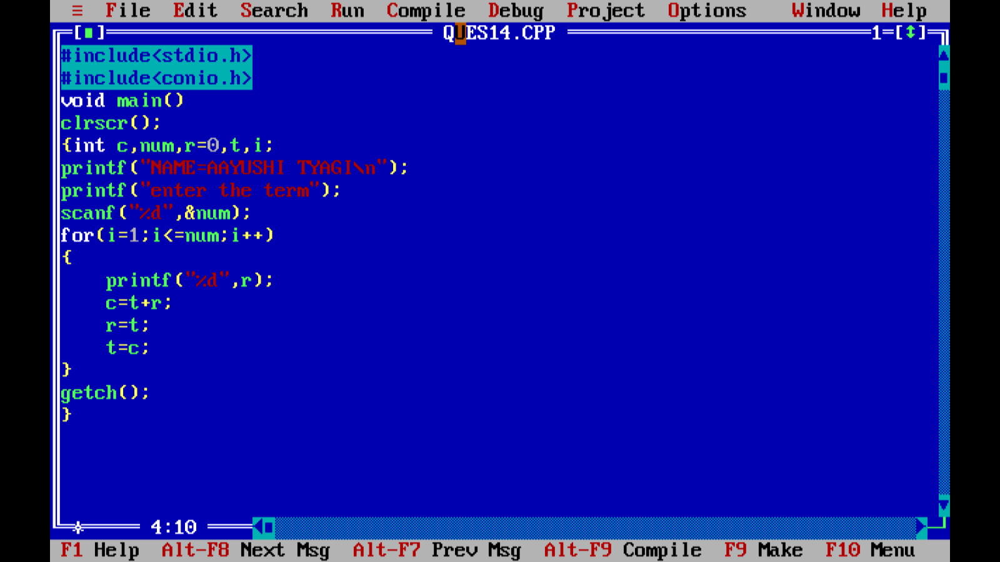 ≡ File Edit Search Run Compile Debug Project Options Window Help
[■] QUES14.CPP 1=[↕]
#include<stdio.h>
#include<conio.h>
void main()
clrscr();
{int c,num,r=0,t,i;
printf("NAME=AAYUSHI TYAGI\n");
printf("enter the term");
scanf("%d",&num);
for(i=1;i<=num;i++)
{
    printf("%d",r);
    c=t+r;
    r=t;
    t=c;
}
getch();
}
4:10
F1 Help Alt-F8 Next Msg Alt-F7 Prev Msg Alt-F9 Compile F9 Make F10 Menu